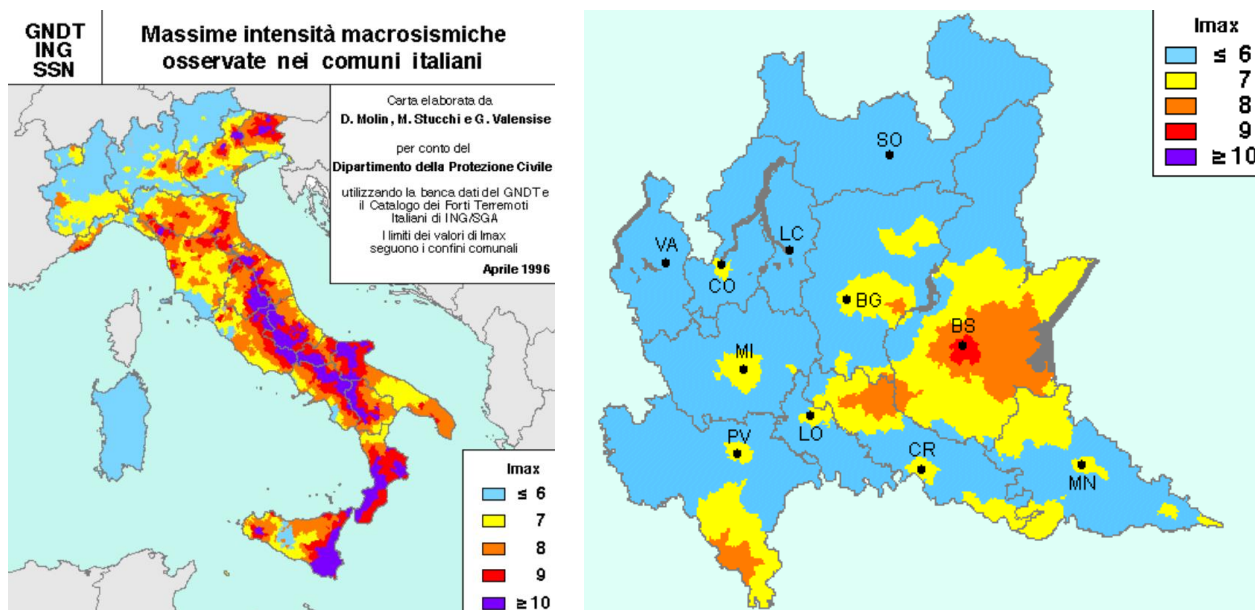 GNDT
ING
SSN
Massime intensità macrosismiche
osservate nei comuni italiani
Carta elaborata da
D. Molin, M. Stucchi e G. Valensise
per conto del
Dipartimento della Protezione Civile
utilizzando la banca dati del GNDT e
il Catalogo dei Forti Terremoti
Italiani di ING/SGA
I limiti dei valori di Imax
seguono i confini comunali
Aprile 1996
Imax
≤ 6
7
8
9
≥ 10
Imax
≤ 6
7
8
9
≥ 10
SO
VA
LC
CO
BG
BS
MI
LO
PV
CR
MN